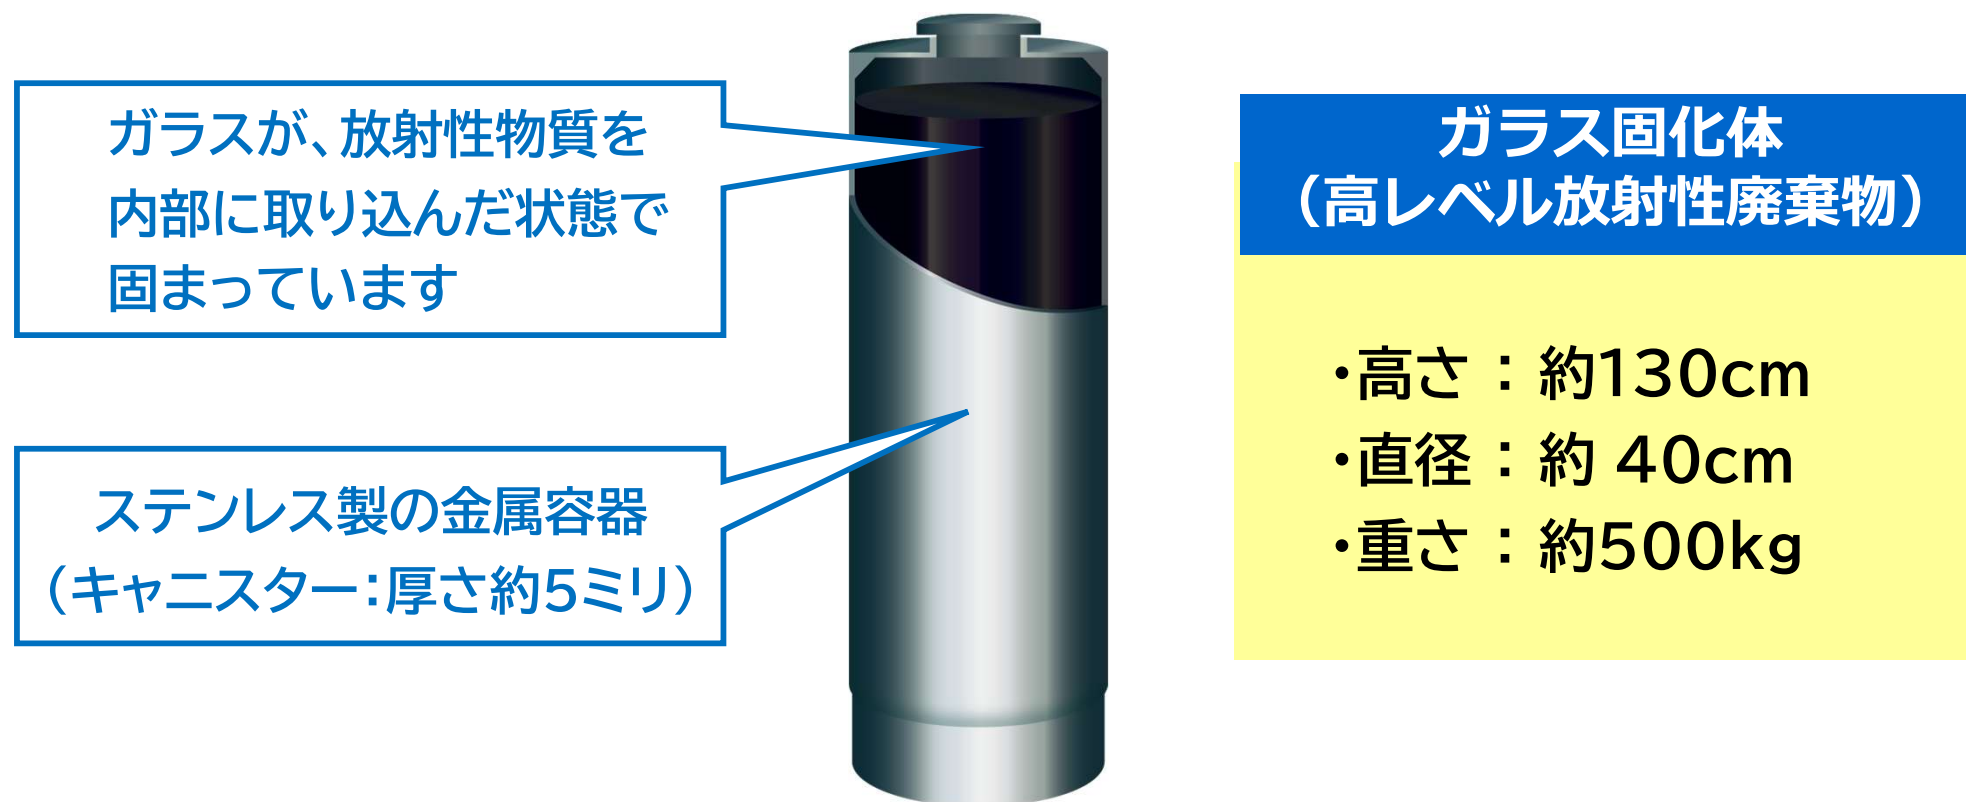 ガラスが、放射性物質を
内部に取り込んだ状態で
固まっています
ステンレス製の金属容器
(キャニスター:厚さ約5ミリ)
ガラス固化体
(高レベル放射性廃棄物)
・高さ : 約130cm
・直径 : 約 40cm
・重さ : 約500kg